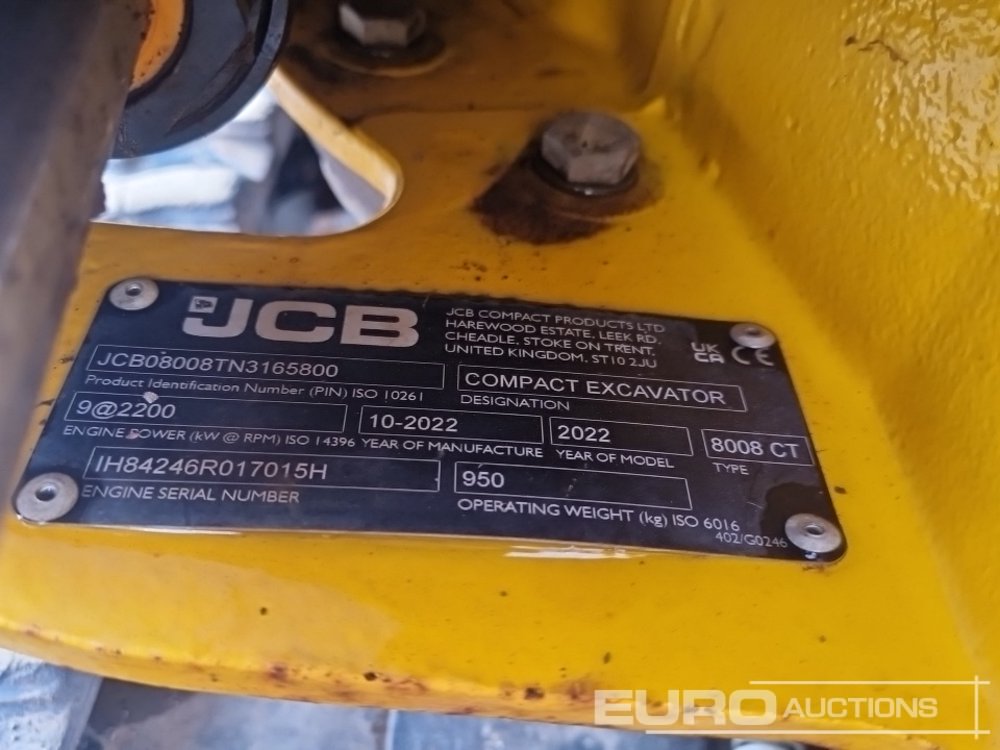 JCB
JCB COMPACT PRODUCTS LTD
HAREWOOD ESTATE, LEEK RD,
CHEADLE, STOKE ON TRENT,
UNITED KINGDOM. ST10 2JU
UK
CA CE
JCB08008TN3165800
Product Identification Number (PIN) ISO 10261
COMPACT EXCAVATOR
DESIGNATION
9@2200
ENGINE POWER (kW @ RPM) ISO 14396
10-2022
YEAR OF MANUFACTURE
2022
YEAR OF MODEL
8008 CT
TYPE
IH84246R017015H
ENGINE SERIAL NUMBER
950
OPERATING WEIGHT (kg) ISO 6016
402/G0246
EURO AUCTIONS